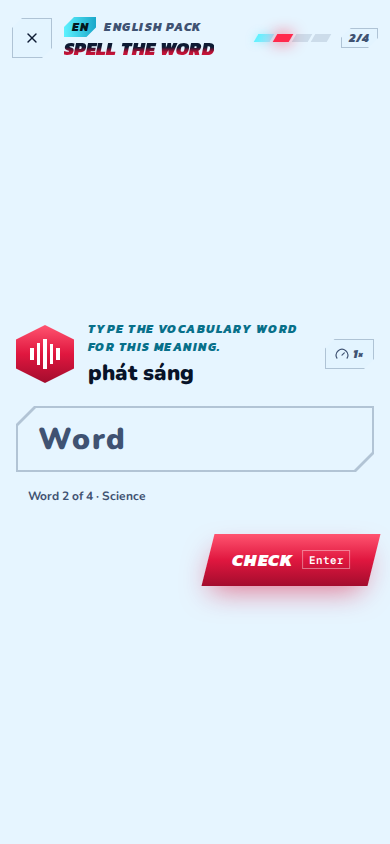 EN ENGLISH PACK
SPELL THE WORD
2/4
TYPE THE VOCABULARY WORD
FOR THIS MEANING.
phát sáng
1×
Word
Word 2 of 4 · Science
CHECK Enter